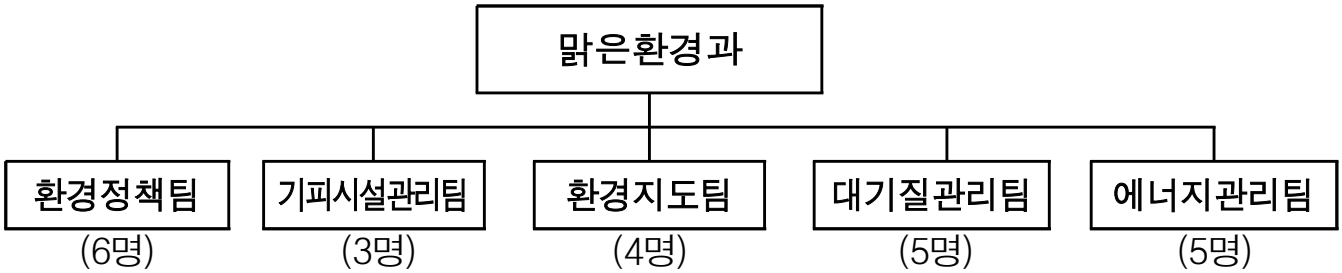 맑은환경과
환경정책팀 기피시설관리팀 환경지도팀 대기질관리팀 에너지관리팀
(6명) (3명) (4명) (5명) (5명)